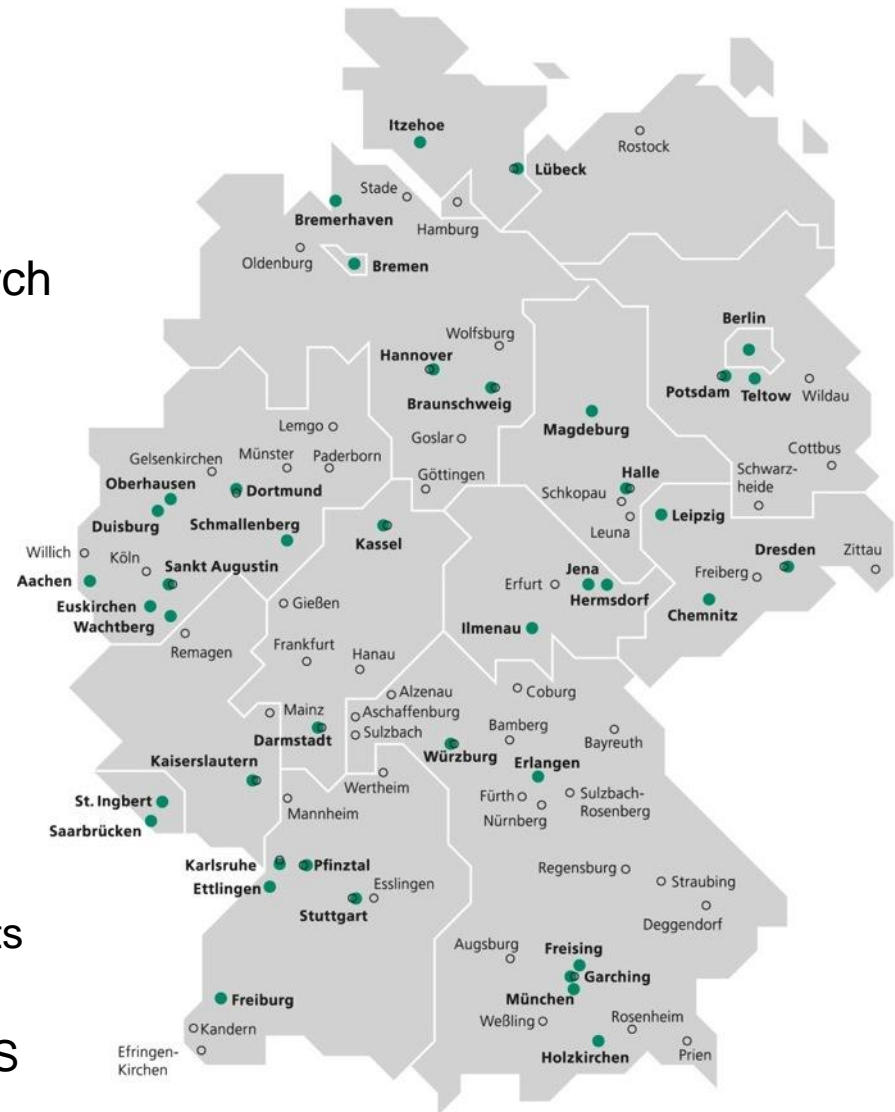 Itzehoe
Rostock
Lübeck
Stade
Bremerhaven
Hamburg
Oldenburg
Bremen
Berlin
Wolfsburg
Hannover
Potsdam
Teltow
Wildau
Braunschweig
Magdeburg
Lemgo
Goslar
Cottbus
Gelsenkirchen
Münster
Paderborn
Göttingen
Halle
Schwarz-
heide
Oberhausen
Dortmund
Schkopau
Leipzig
Duisburg
Schmallenberg
Kassel
Leuna
Willich
Köln
Sankt Augustin
Jena
Dresden
Zittau
Aachen
Erfurt
Freiberg
Hermsdorf
Euskirchen
Gießen
Chemnitz
Wachtberg
Ilmenau
Remagen
Frankfurt
Hanau
Alzenau
Coburg
Mainz
Aschaffenburg
Sulzbach
Bamberg
Darmstadt
Bayreuth
Würzburg
Kaiserslautern
Erlangen
Wertheim
St. Ingbert
Fürth
Sulzbach-
Rosenberg
Mannheim
Nürnberg
Saarbrücken
Karlsruhe
Pfinztal
Regensburg
Straubing
Ettlingen
Esslingen
Stuttgart
Deggendorf
Augsburg
Freising
Garching
Freiburg
München
Weßling
Rosenheim
Kandern
Efringen-
Kirchen
Holzkirchen
Prien